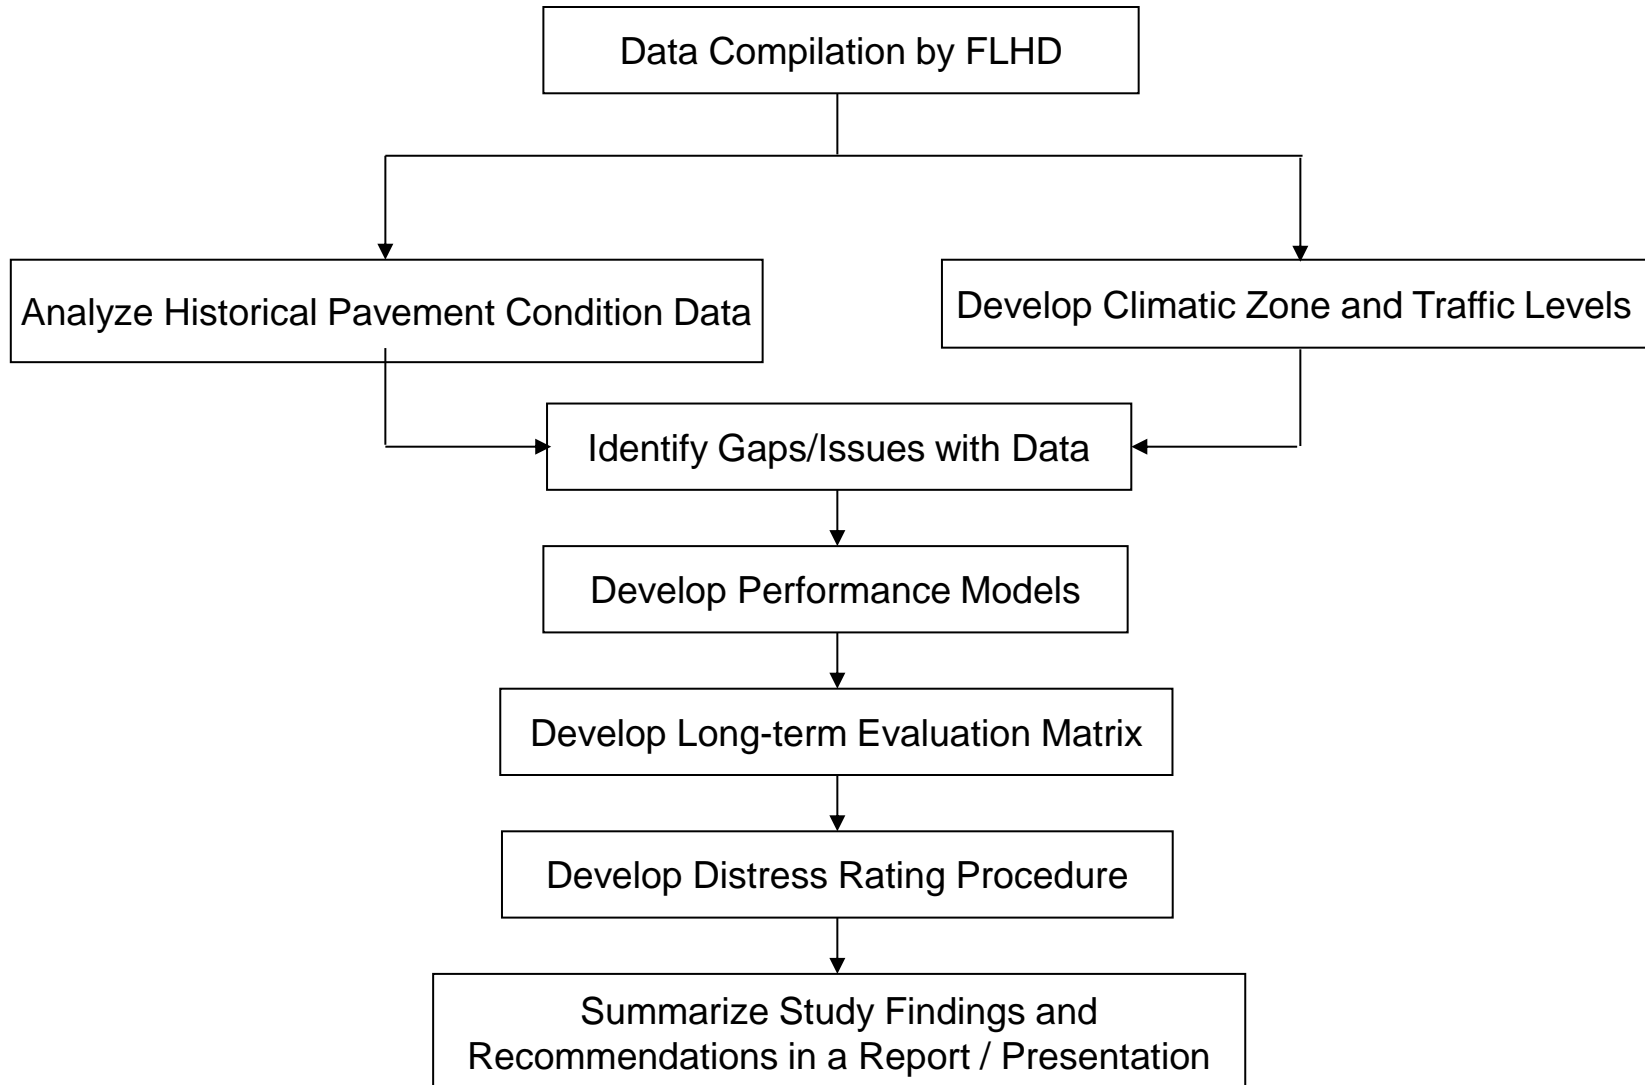 Data Compilation by FLHD
Analyze Historical Pavement Condition Data
Develop Climatic Zone and Traffic Levels
Identify Gaps/Issues with Data
Develop Performance Models
Develop Long-term Evaluation Matrix
Develop Distress Rating Procedure
Summarize Study Findings and
Recommendations in a Report / Presentation